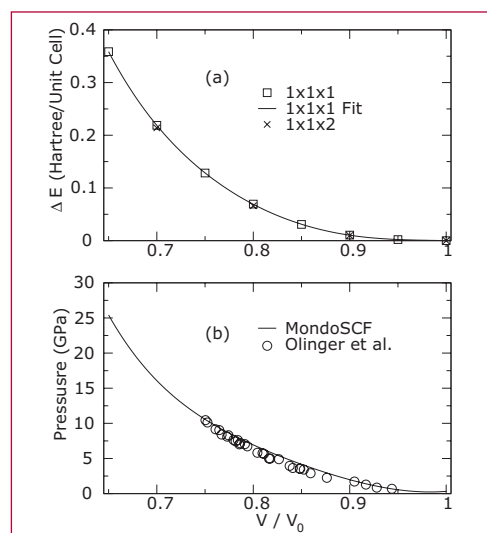 0.4
0.3
0.2
0.1
0
Δ E (Hartree/Unit Cell)
(a)
1x1x1
1x1x1 Fit
1x1x2
0.7 0.8 0.9 1
30
25
20
15
10
5
0
Pressusre (GPa)
(b)
MondoSCF
Olinger et al.
0.7 0.8 0.9 1
V / V0